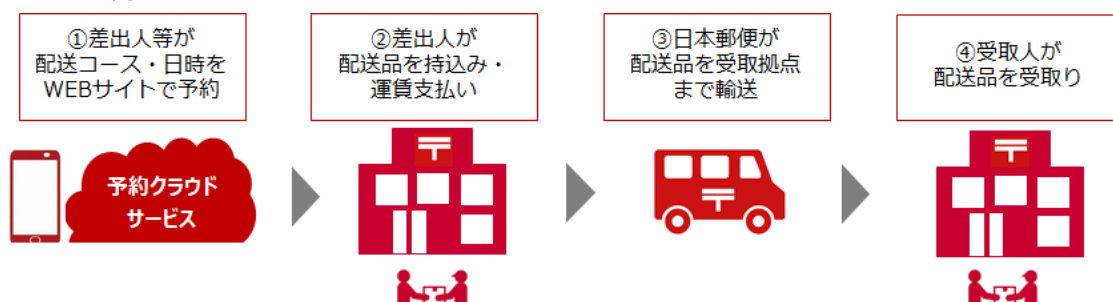 ①差出人等が
配送コース・日時を
WEBサイトで予約
②差出人が
配送品を持込み・
運賃支払い
③日本郵便が
配送品を受取拠点
まで輸送
④受取人が
配送品を受取り
予約クラウド
サービス
〒
〒
〒